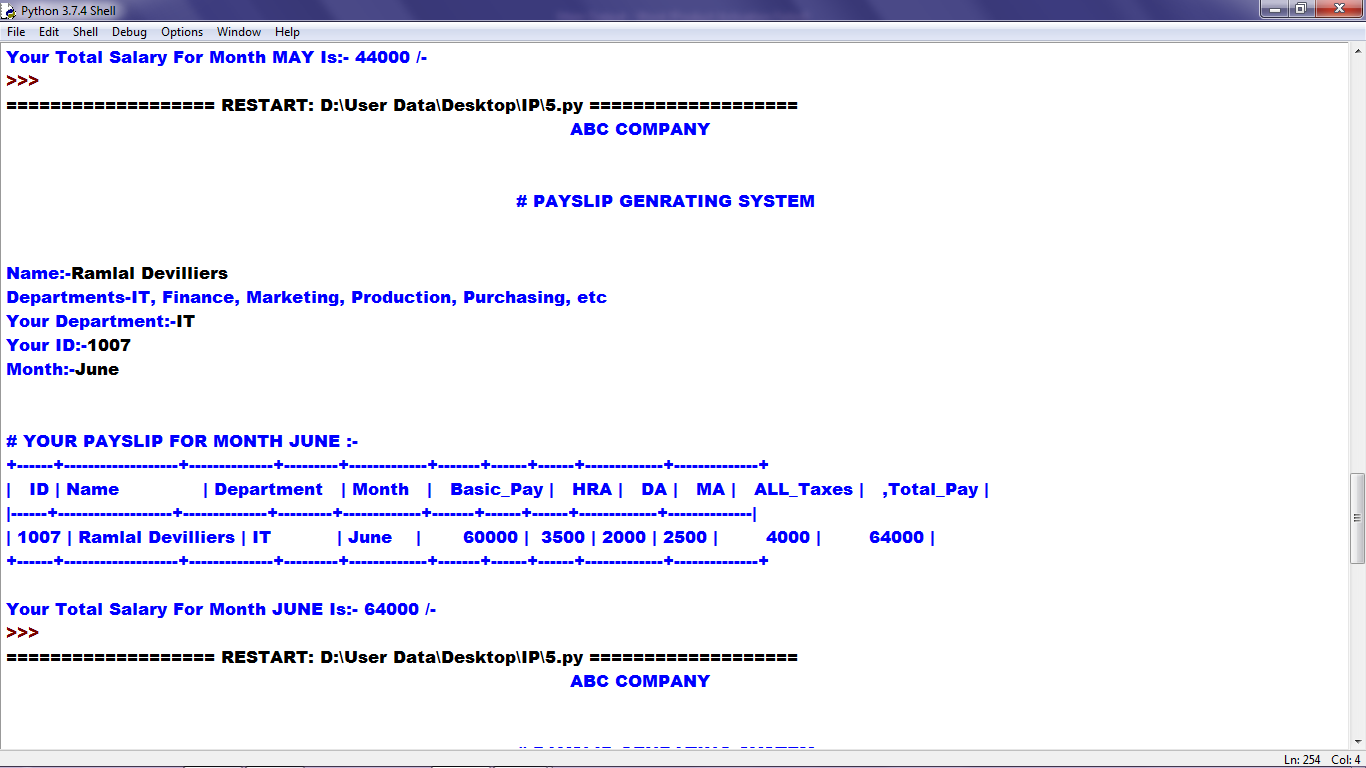 Python 3.7.4 Shell
File Edit Shell Debug Options Window Help
Your Total Salary For Month MAY Is:- 44000 /-
>>>
=================== RESTART: D:\User Data\Desktop\IP\5.py ===================
ABC COMPANY
# PAYSLIP GENRATING SYSTEM
Name:-Ramlal Devilliers
Departments-IT, Finance, Marketing, Production, Purchasing, etc
Your Department:-IT
Your ID:-1007
Month:-June
# YOUR PAYSLIP FOR MONTH JUNE :-
+------+-------------------+--------------+---------+-------------+-------+------+------+-------------+--------------+
| ID | Name | Department | Month | Basic_Pay | HRA | DA | MA | ALL_Taxes | ,Total_Pay |
|------+-------------------+--------------+---------+-------------+-------+------+------+-------------+--------------|
| 1007 | Ramlal Devilliers | IT | June | 60000 | 3500 | 2000 | 2500 | 4000 | 64000 |
+------+-------------------+--------------+---------+-------------+-------+------+------+-------------+--------------+
Your Total Salary For Month JUNE Is:- 64000 /-
>>>
=================== RESTART: D:\User Data\Desktop\IP\5.py ===================
ABC COMPANY
Ln: 254 Col: 4